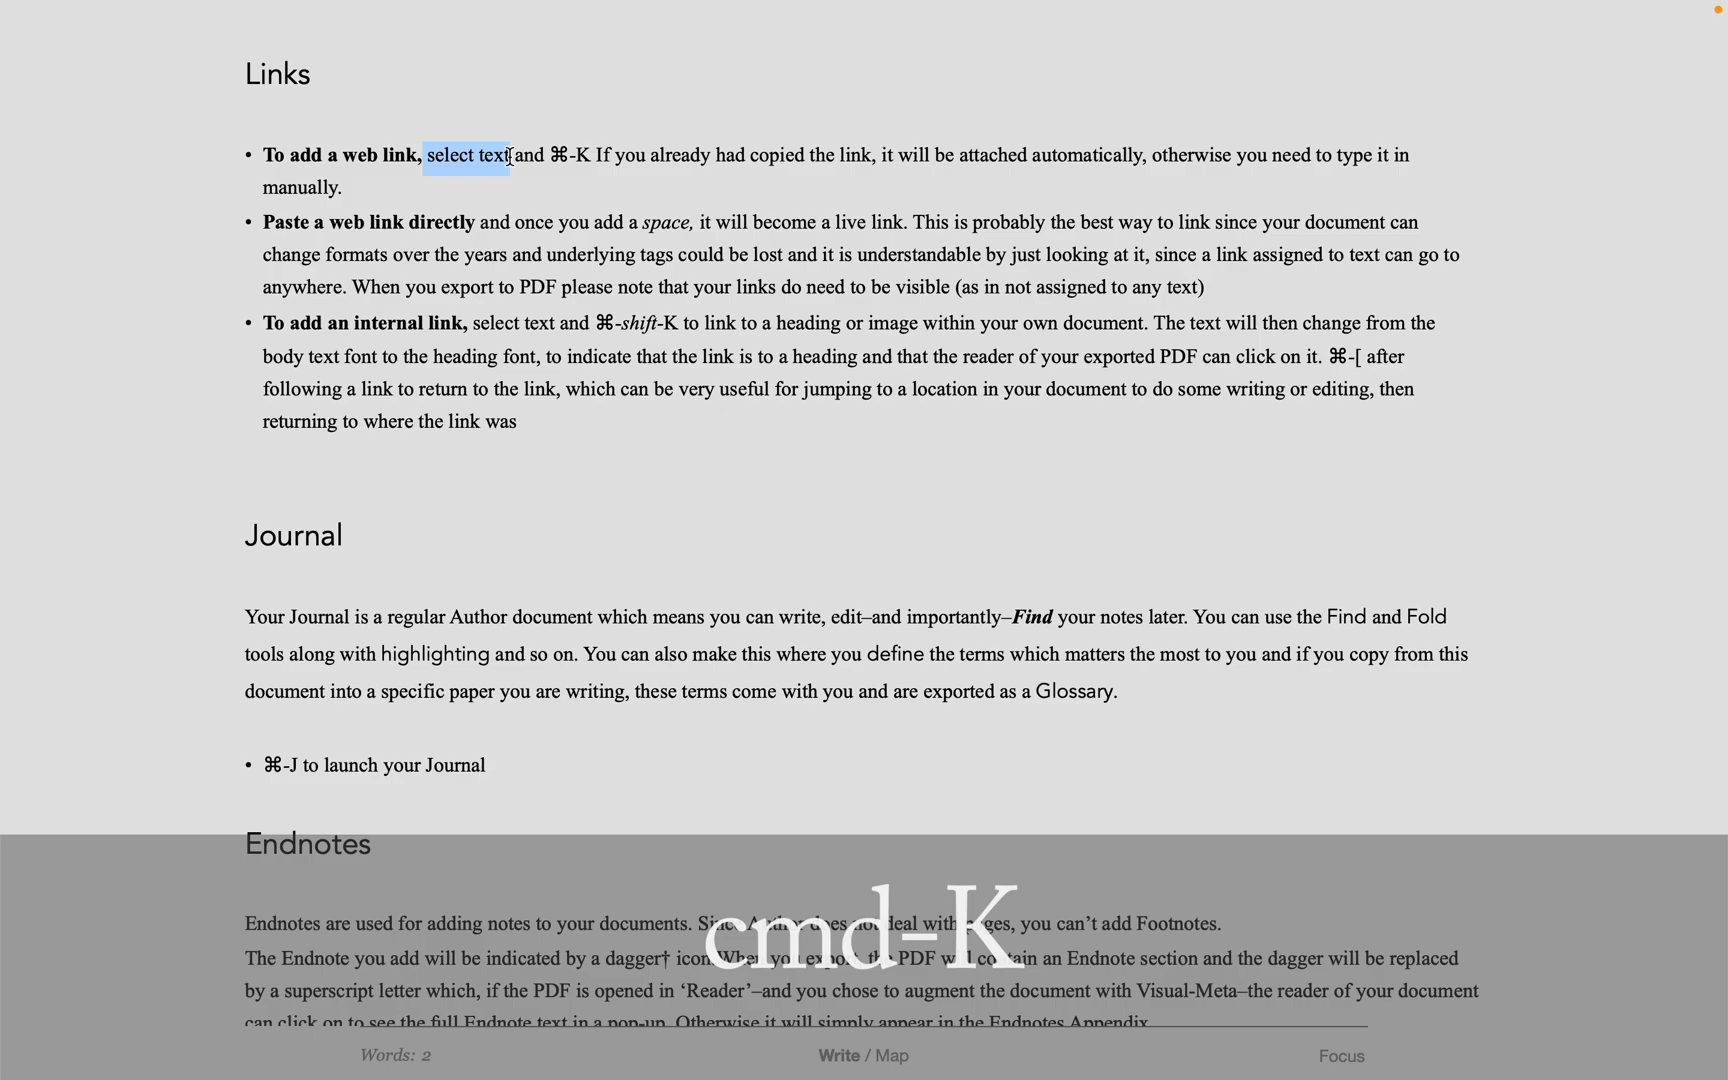 Links
• To add a web link, select text and ⌘-K If you already had copied the link, it will be attached automatically, otherwise you need to type it in
manually.
• Paste a web link directly and once you add a space, it will become a live link. This is probably the best way to link since your document can
change formats over the years and underlying tags could be lost and it is understandable by just looking at it, since a link assigned to text can go to
anywhere. When you export to PDF please note that your links do need to be visible (as in not assigned to any text)
• To add an internal link, select text and ⌘-shift-K to link to a heading or image within your own document. The text will then change from the
body text font to the heading font, to indicate that the link is to a heading and that the reader of your exported PDF can click on it. ⌘-[ after
following a link to return to the link, which can be very useful for jumping to a location in your document to do some writing or editing, then
returning to where the link was
Journal
Your Journal is a regular Author document which means you can write, edit–and importantly–Find your notes later. You can use the Find and Fold
tools along with highlighting and so on. You can also make this where you define the terms which matters the most to you and if you copy from this
document into a specific paper you are writing, these terms come with you and are exported as a Glossary.
• ⌘-J to launch your Journal
Endnotes
Endnotes are used for adding notes to your documents. Since Author does not deal with pages, you can’t add Footnotes.
The Endnote you add will be indicated by a dagger† icon. When you export, the PDF will contain an Endnote section and the dagger will be replaced
by a superscript letter which, if the PDF is opened in ‘Reader’–and you chose to augment the document with Visual-Meta–the reader of your document
can click on to see the full Endnote text in a pop-up. Otherwise it will simply appear in the Endnotes Appendix
cmd-K
Words: 2
Write / Map
Focus